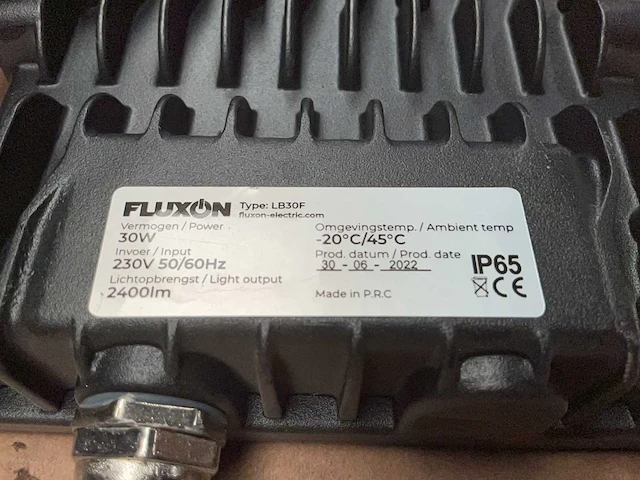 FLUXON Type: LB30F
fluxon-electric.com
Vermogen / Power
30W
Invoer / Input
230V 50/60Hz
Lichtopbrengst / Light output
2400lm
Omgevingstemp. / Ambient temp
-20°C/45°C
Prod. datum / Prod. date
30 - 06 - 2022
Made in P.R.C
IP65
CE